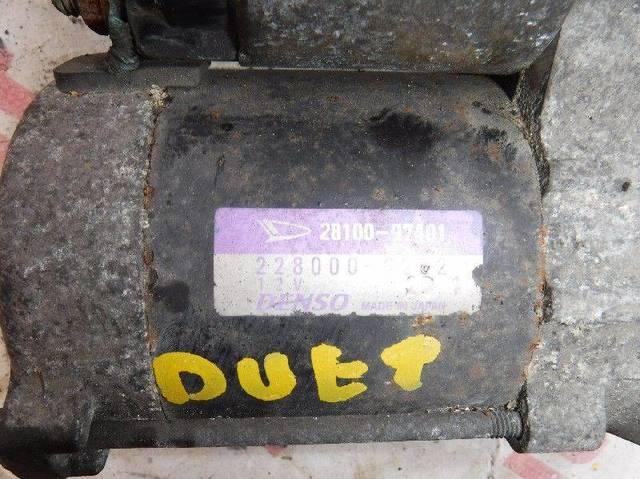 28100-97401
228000
12V
DENSO MADE IN JAPAN
DUET